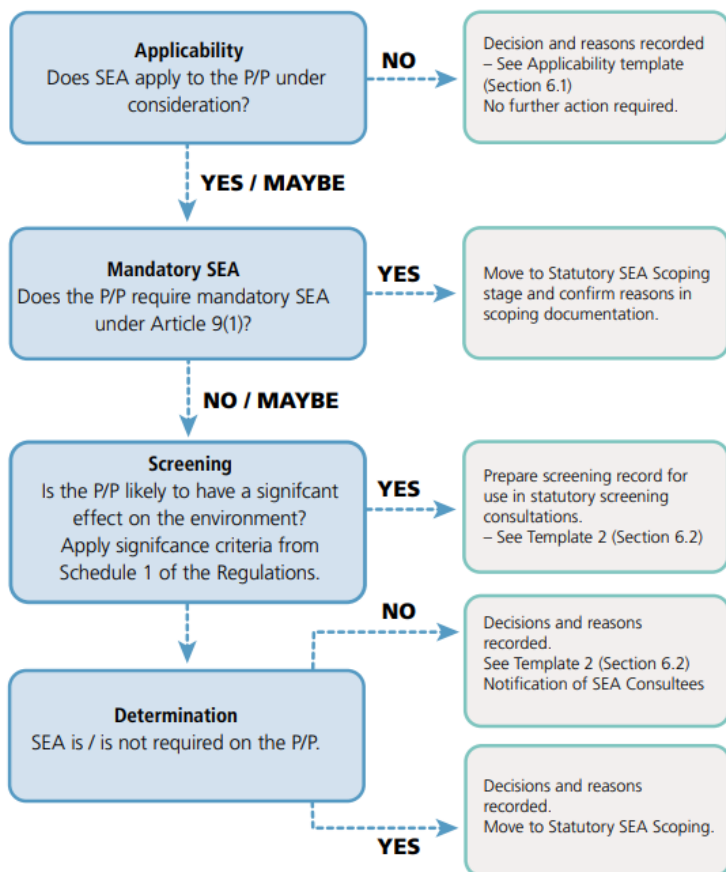 Applicability
Does SEA apply to the P/P under
consideration?
NO
Decision and reasons recorded
– See Applicability template
(Section 6.1)
No further action required.
YES / MAYBE
Mandatory SEA
Does the P/P require mandatory SEA
under Article 9(1)?
YES
Move to Statutory SEA Scoping
stage and confirm reasons in
scoping documentation.
NO / MAYBE
Screening
Is the P/P likely to have a signifcant
effect on the environment?
Apply signifcance criteria from
Schedule 1 of the Regulations.
YES
Prepare screening record for
use in statutory screening
consultations.
– See Template 2 (Section 6.2)
NO
Decisions and reasons
recorded.
See Template 2 (Section 6.2)
Notification of SEA Consultees
Determination
SEA is / is not required on the P/P.
YES
Decisions and reasons
recorded.
Move to Statutory SEA Scoping.